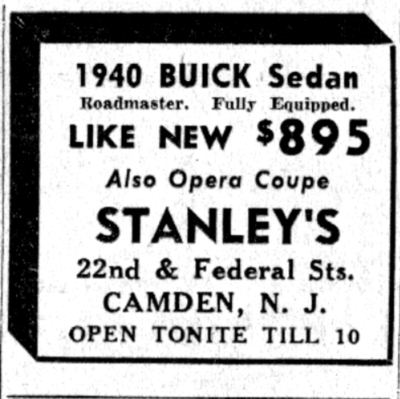 1940 BUICK Sedan
Roadmaster. Fully Equipped.
LIKE NEW $895
Also Opera Coupe
STANLEY'S
22nd & Federal Sts.
CAMDEN, N. J.
OPEN TONITE TILL 10